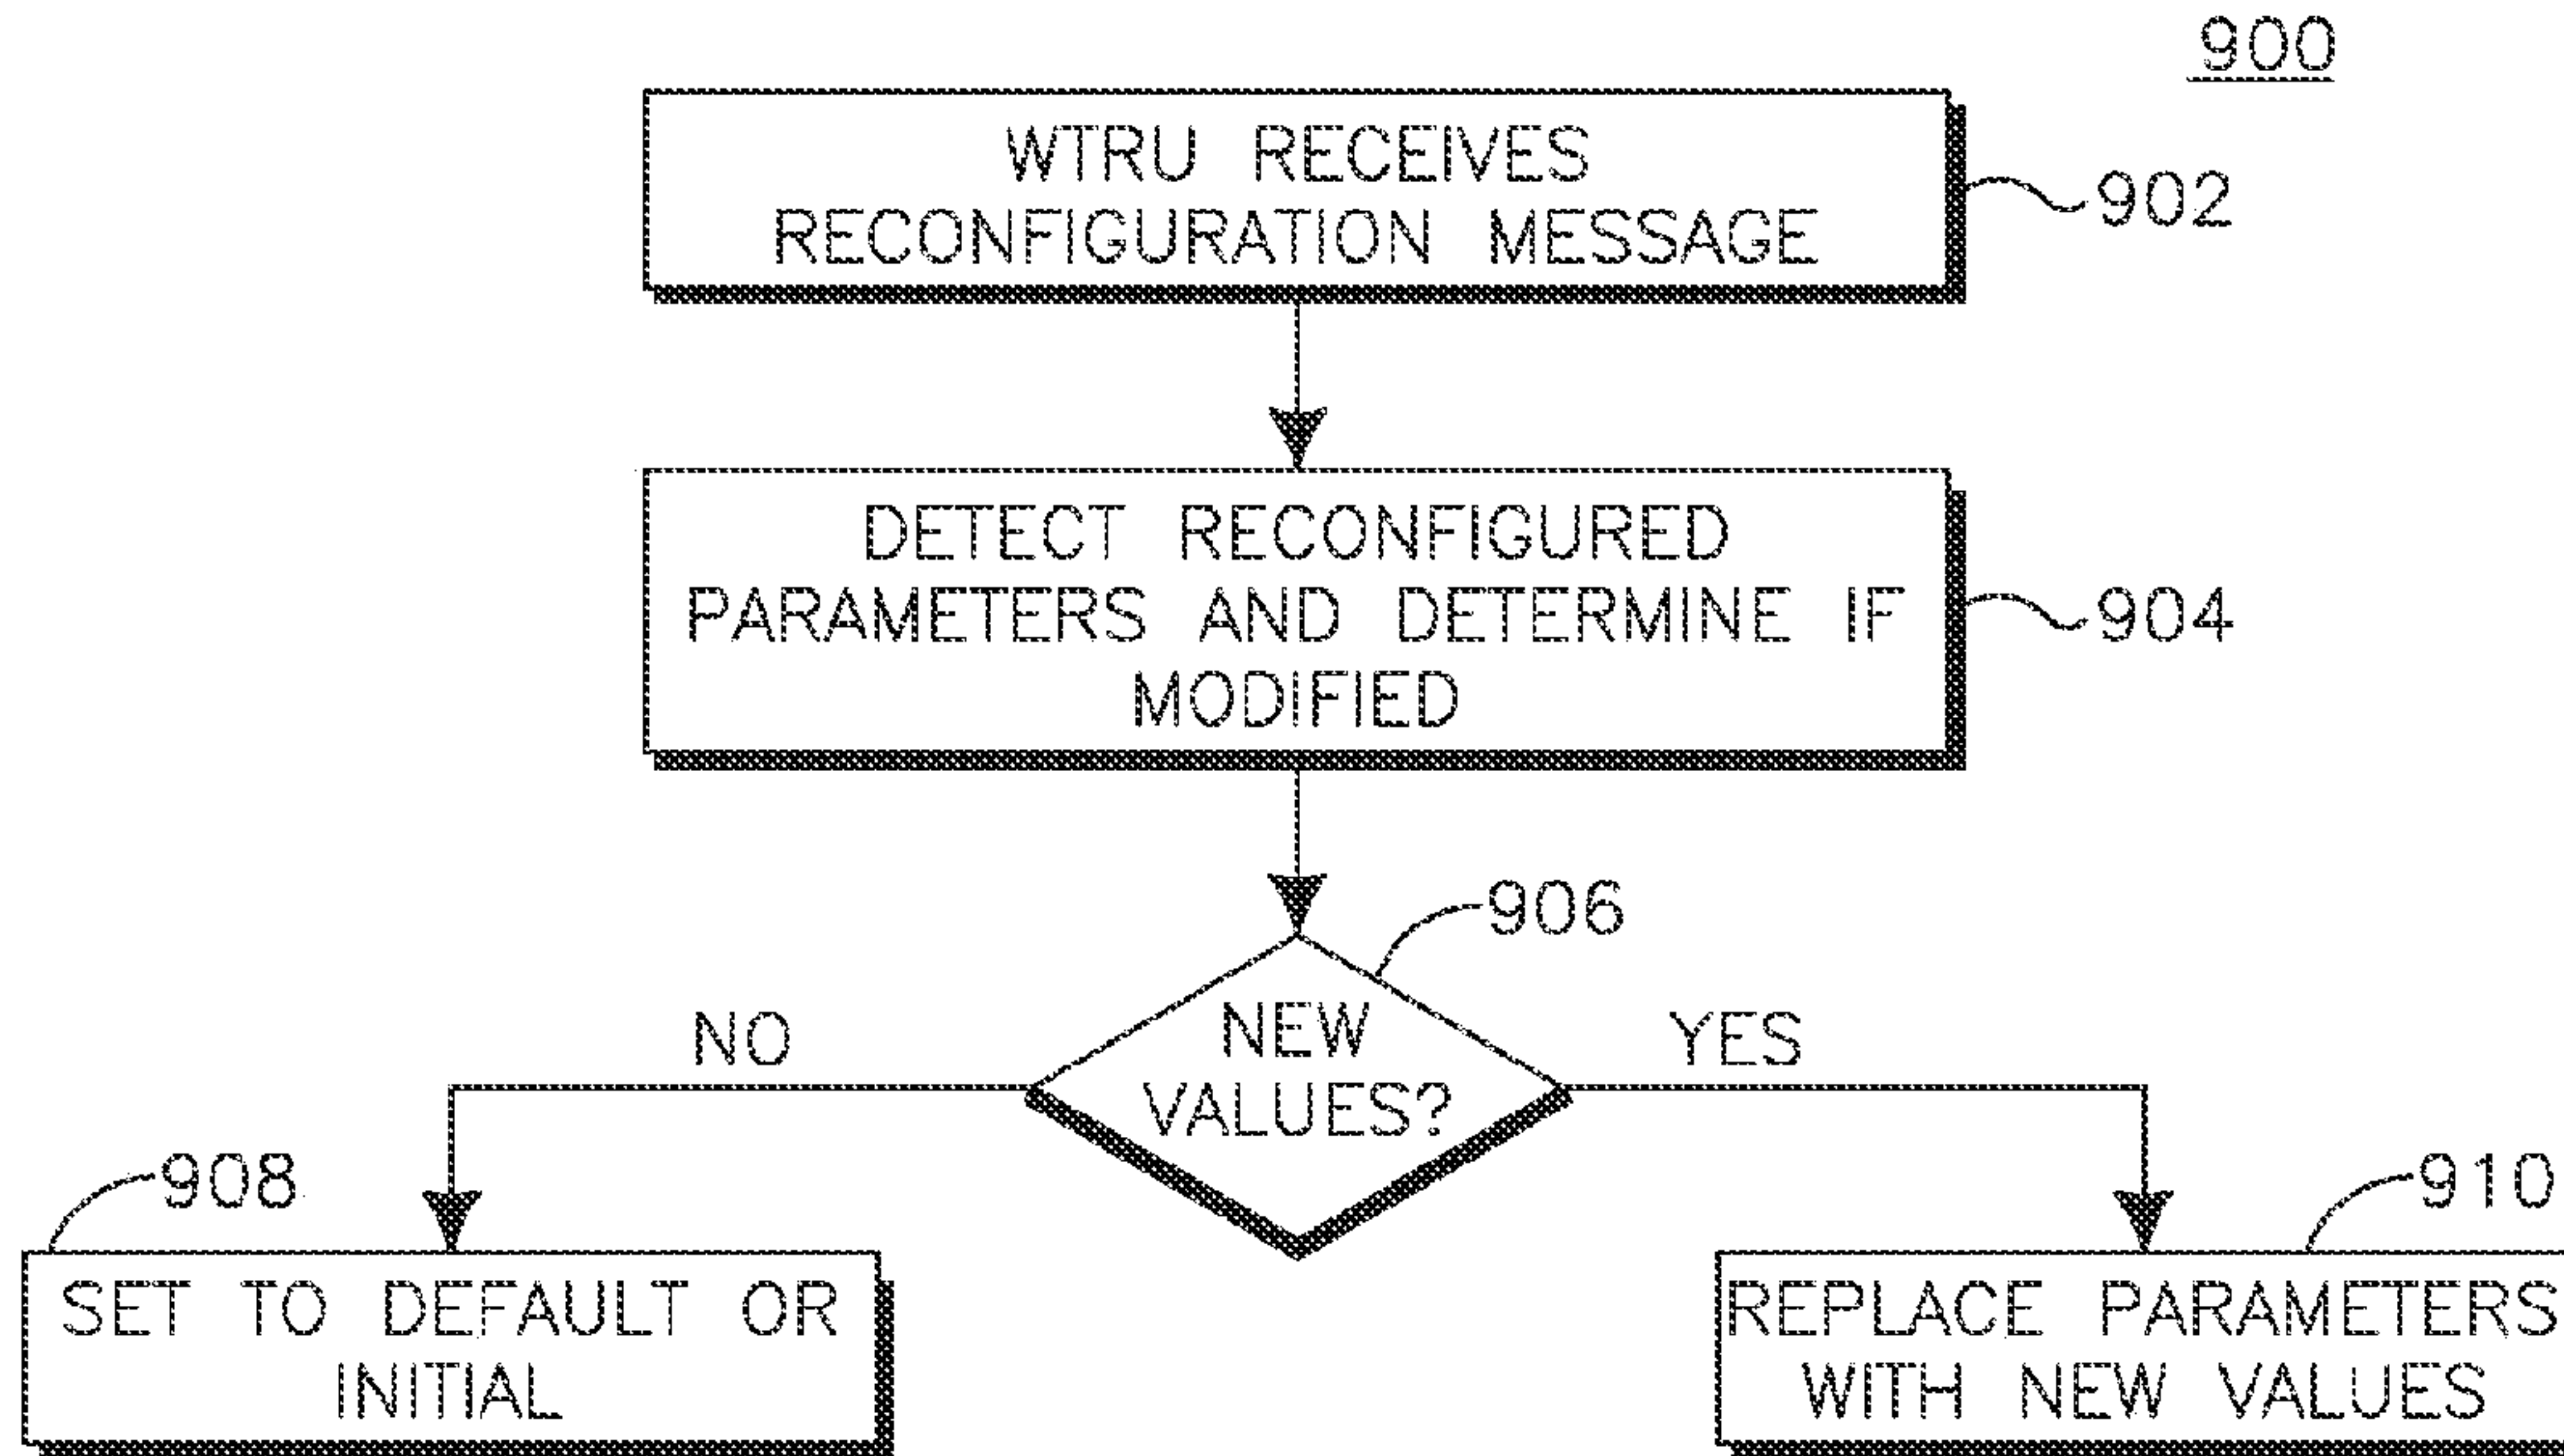 900
WTRU RECEIVES
RECONFIGURATION MESSAGE
902
DETECT RECONFIGURED
PARAMETERS AND DETERMINE IF
MODIFIED
904
906
NEW
VALUES?
NO
YES
908
SET TO DEFAULT OR
INITIAL
910
REPLACE PARAMETERS
WITH NEW VALUES